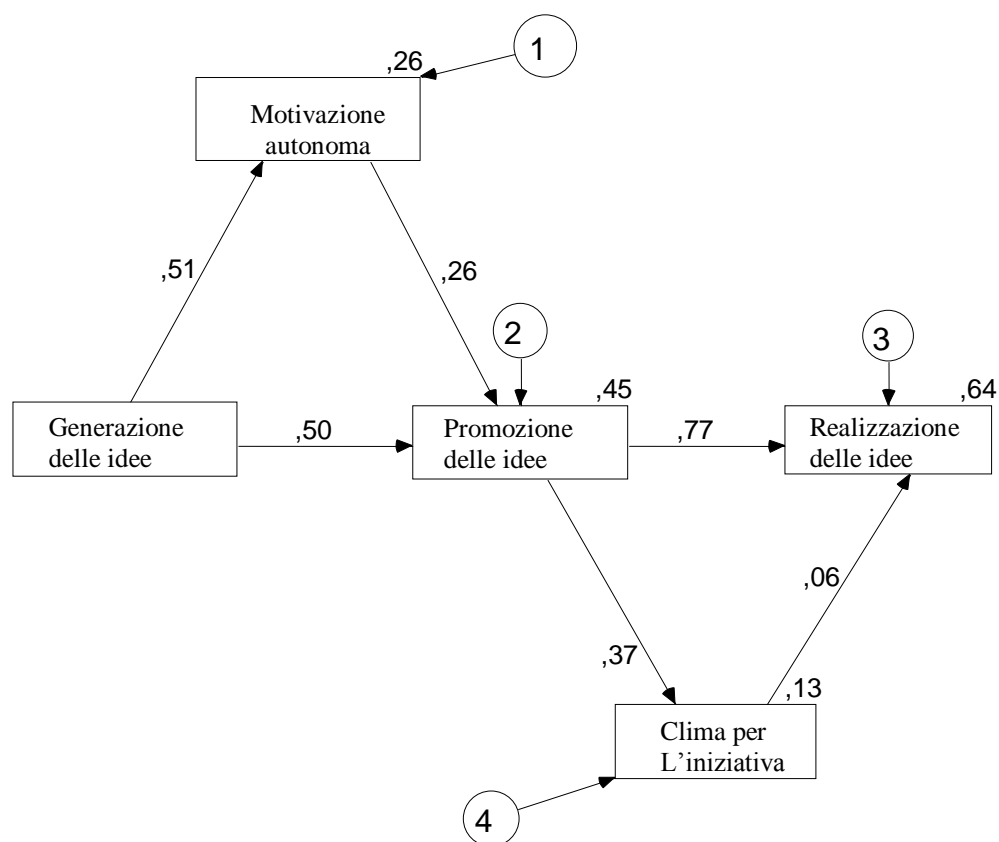 1
,26
Motivazione
autonoma
,51
,26
2
3
,45
,64
Generazione
delle idee
,50
Promozione
delle idee
,77
Realizzazione
delle idee
,06
,37
,13
Clima per
L’iniziativa
4